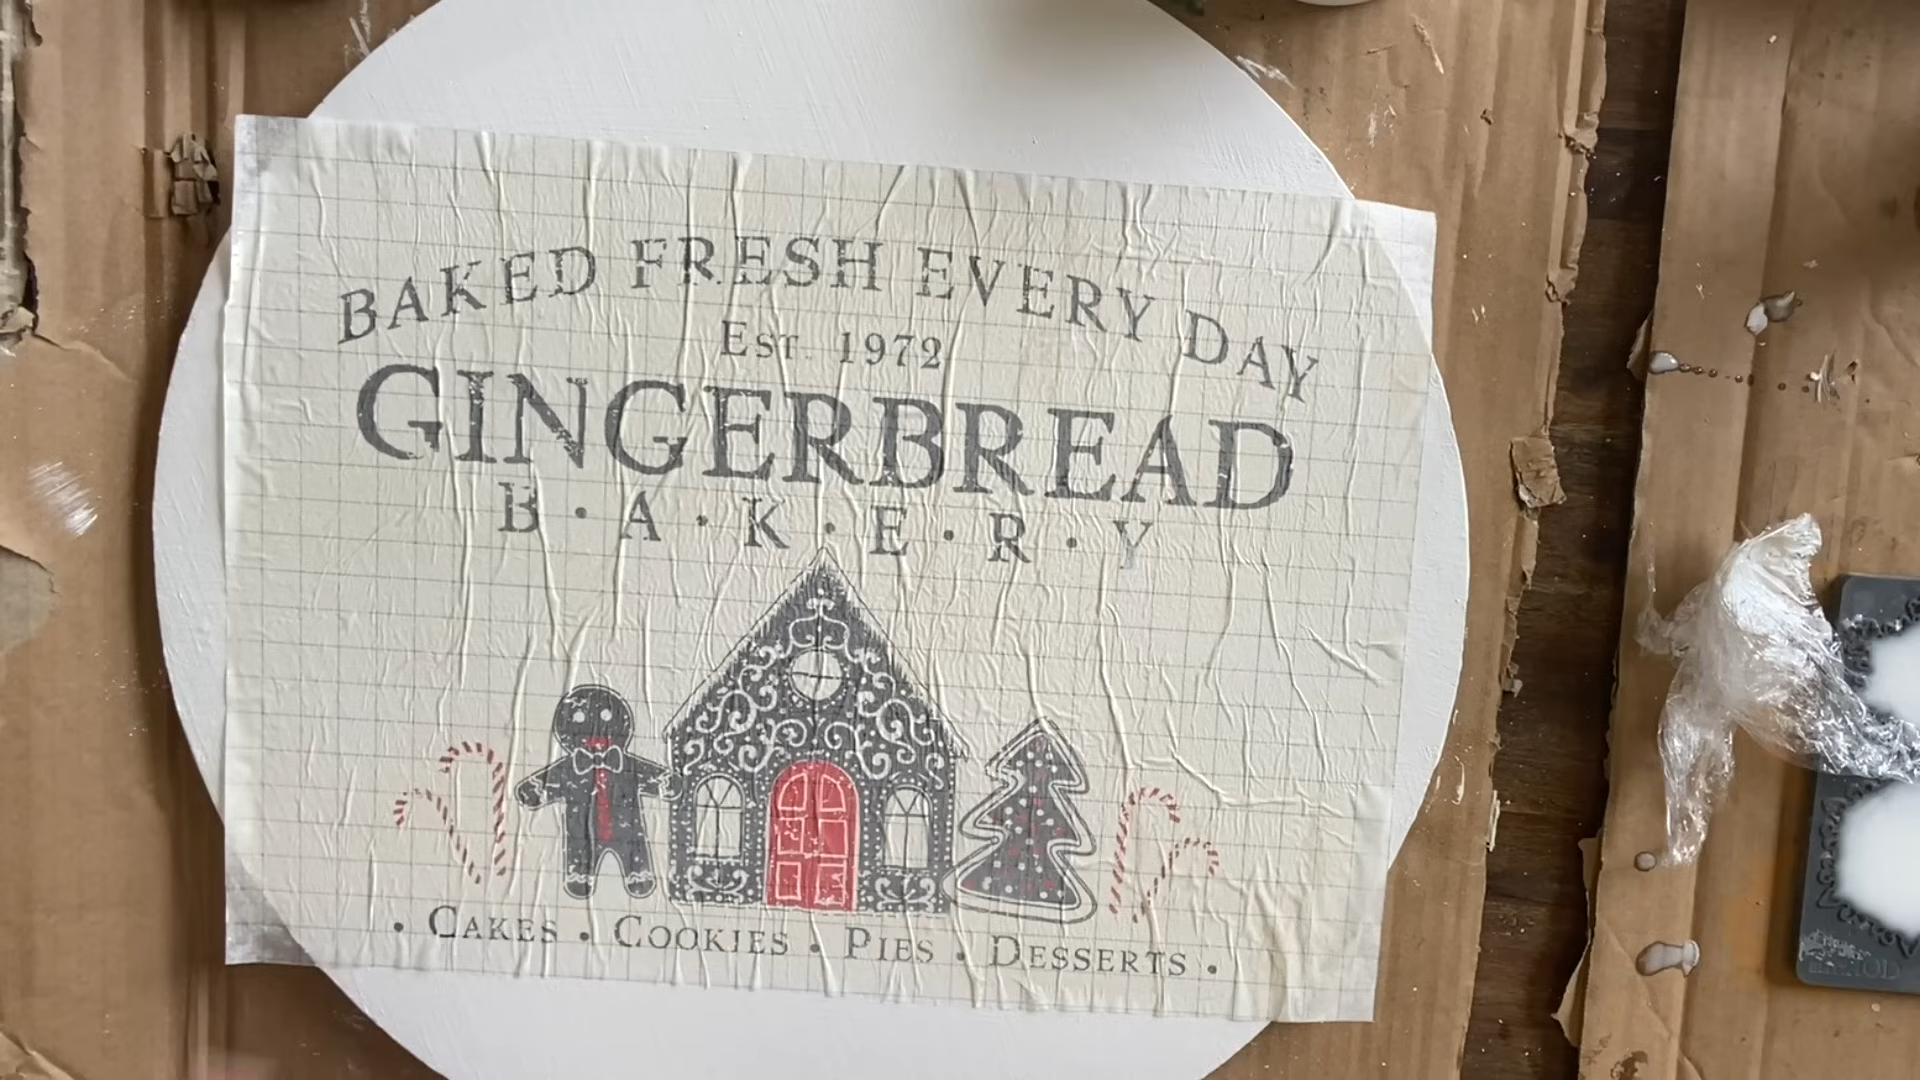 BAKED FRESH EVERY DAY
EST. 1972
GINGERBREAD
B · A · K · E · R · Y
· CAKES · COOKIES · PIES · DESSERTS ·